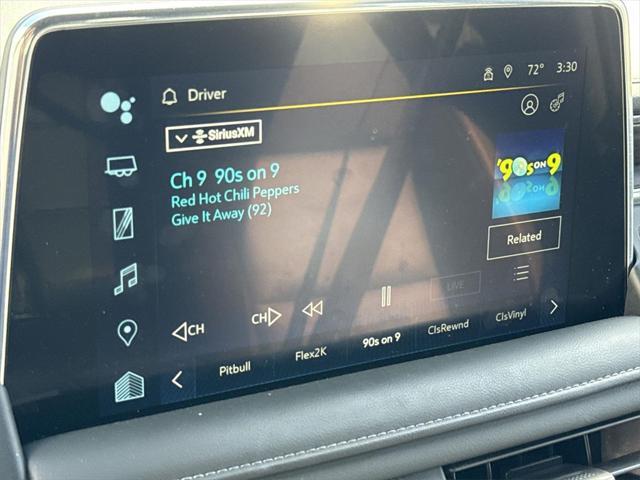 Driver
72° 3:30
SiriusXM
Ch 9 90s on 9
Red Hot Chili Peppers
Give It Away (92)
'90s ON 9
Related
LIVE
CH
CH
Pitbull
Flex2K
90s on 9
ClsRewnd
ClsVinyl